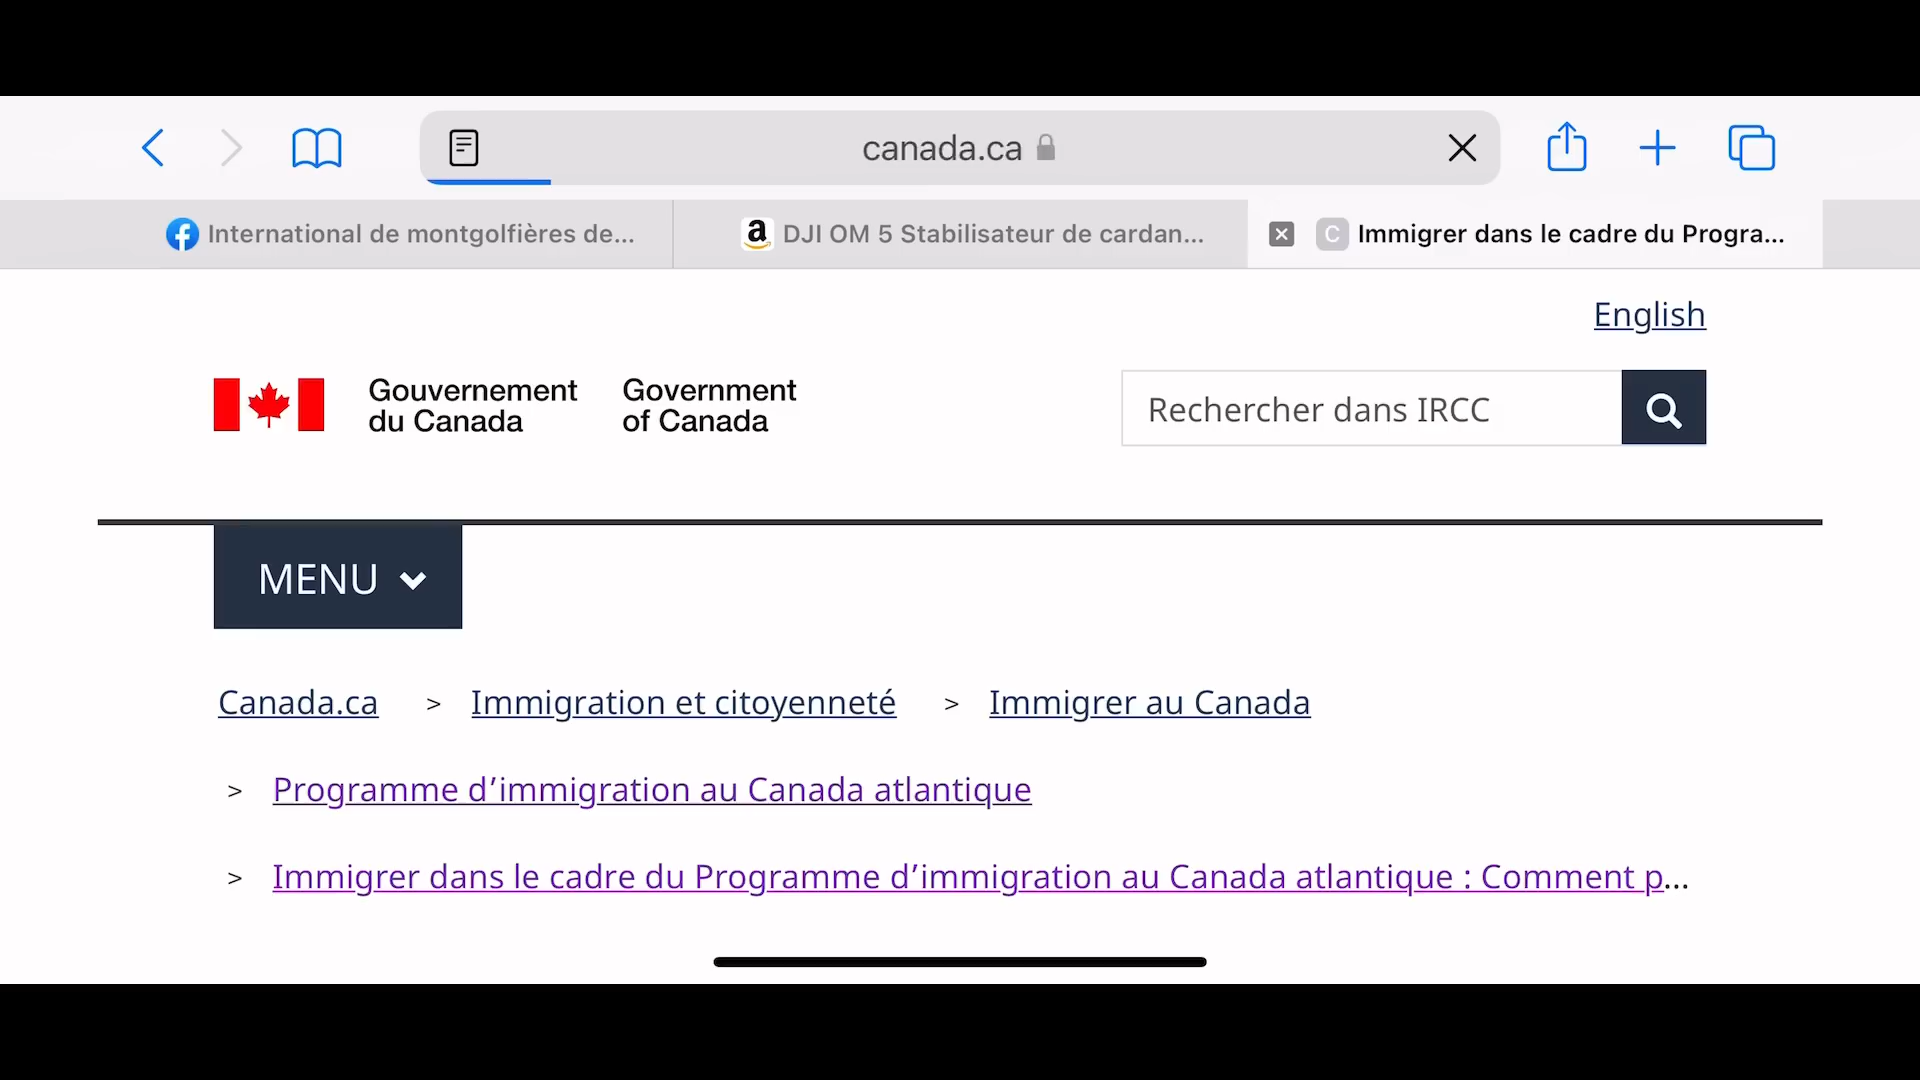 canada.ca
International de montgolfières de...
a DJI OM 5 Stabilisateur de cardan...
C Immigrer dans le cadre du Progra...
English
Gouvernement du Canada
Government of Canada
Rechercher dans IRCC
MENU
Canada.ca > Immigration et citoyenneté > Immigrer au Canada
> Programme d’immigration au Canada atlantique
> Immigrer dans le cadre du Programme d’immigration au Canada atlantique : Comment p...